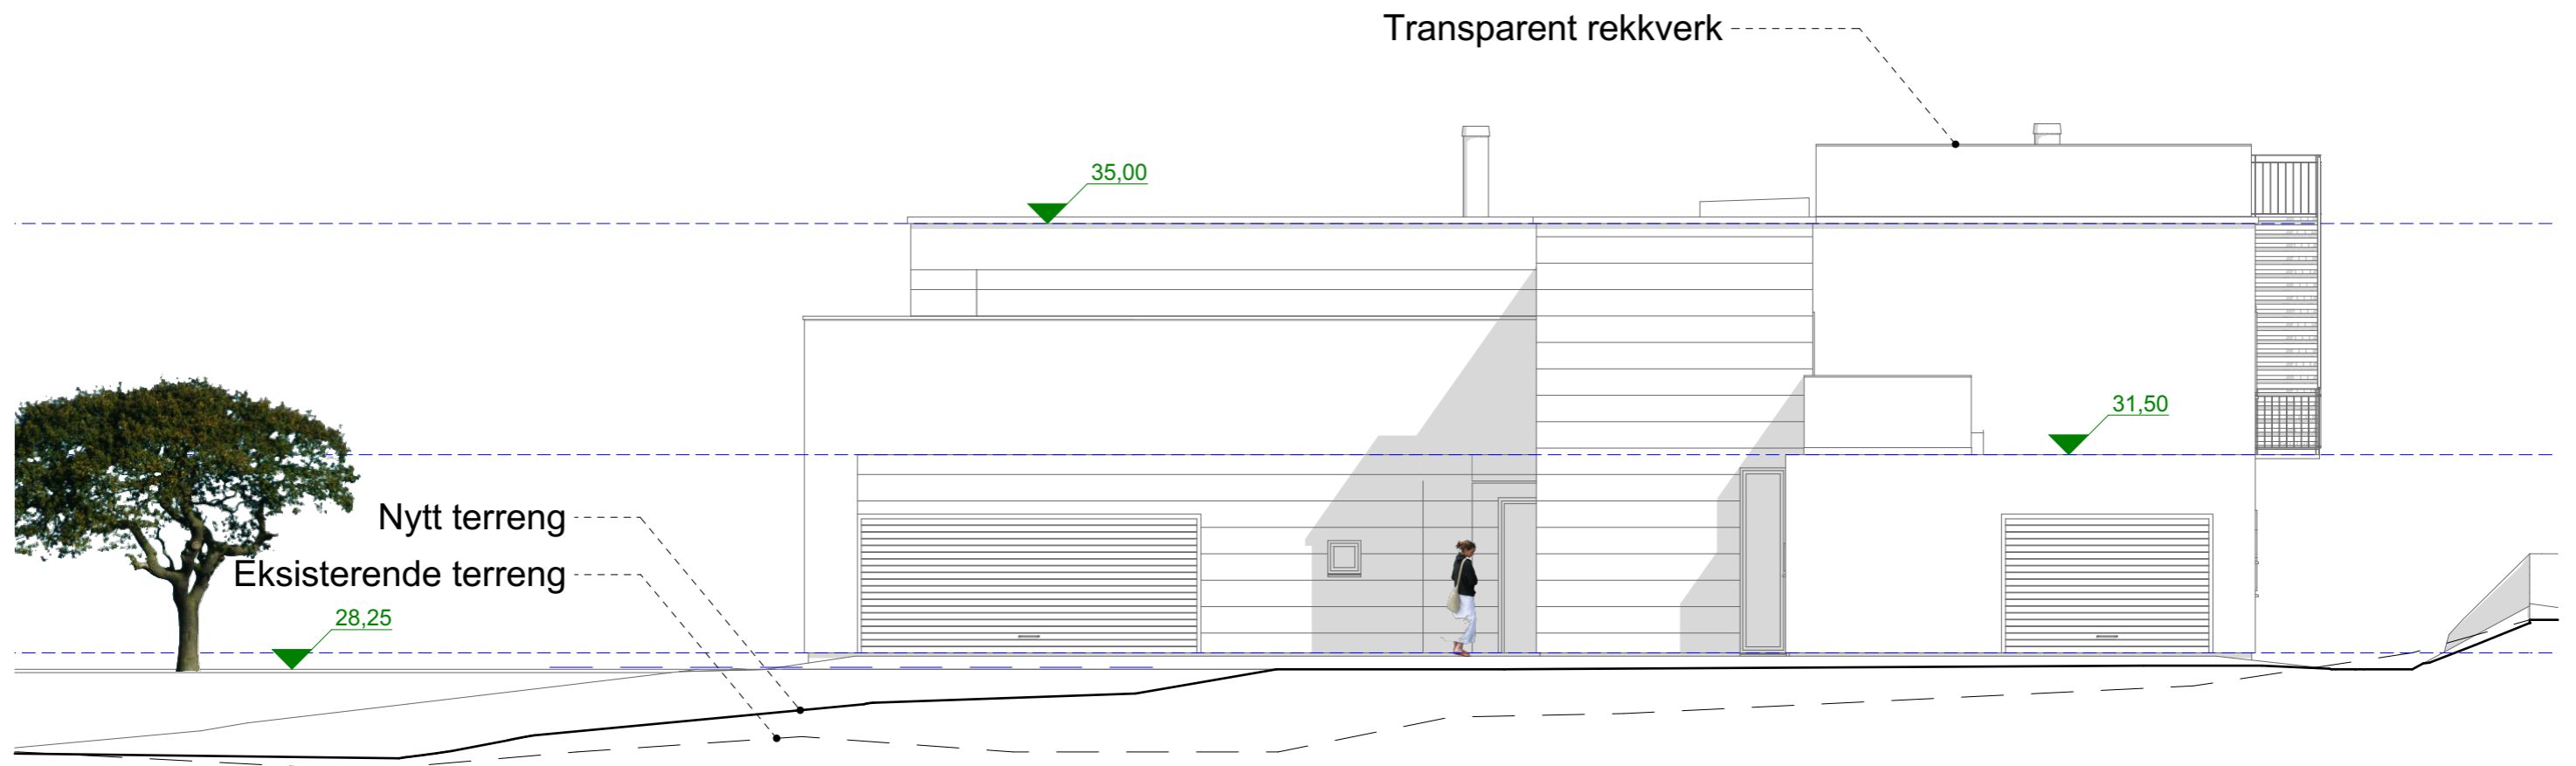 Transparent rekkverk
35,00
31,50
Nytt terreng
Eksisterende terreng
28,25